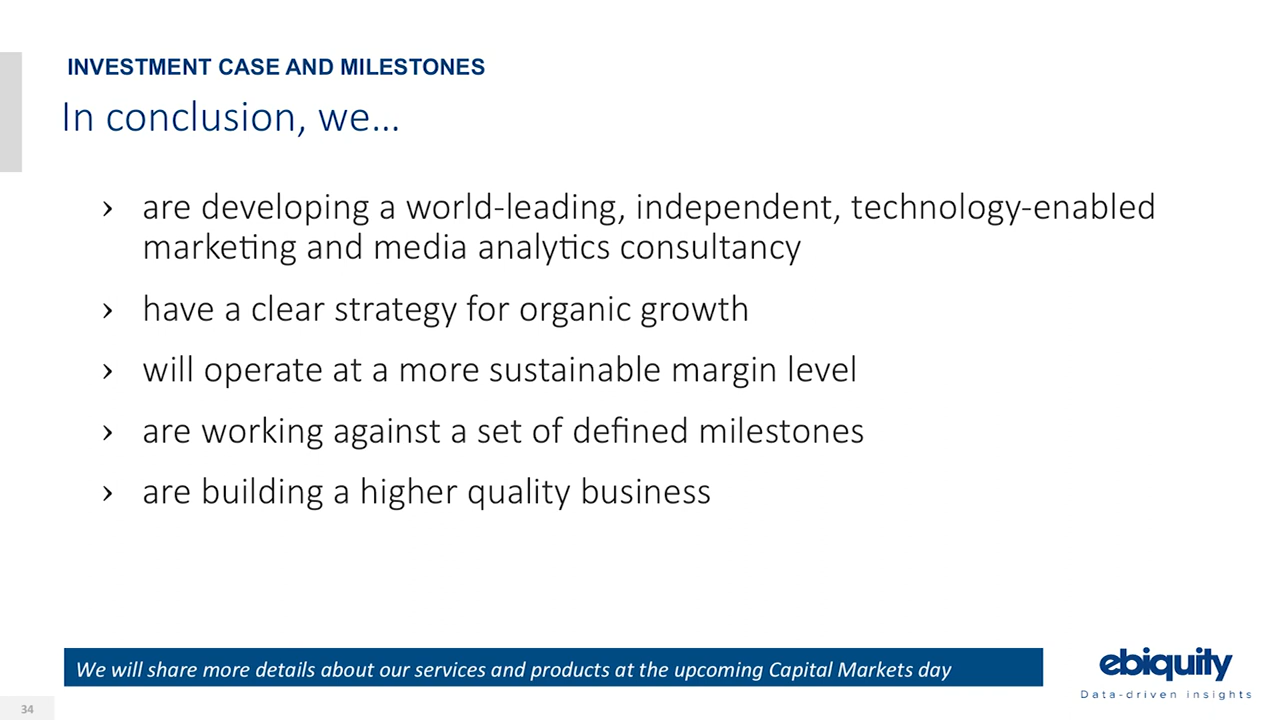 INVESTMENT CASE AND MILESTONES
In conclusion, we...
› are developing a world-leading, independent, technology-enabled
marketing and media analytics consultancy
› have a clear strategy for organic growth
› will operate at a more sustainable margin level
› are working against a set of defined milestones
› are building a higher quality business
We will share more details about our services and products at the upcoming Capital Markets day
ebiquity
Data-driven insights
34